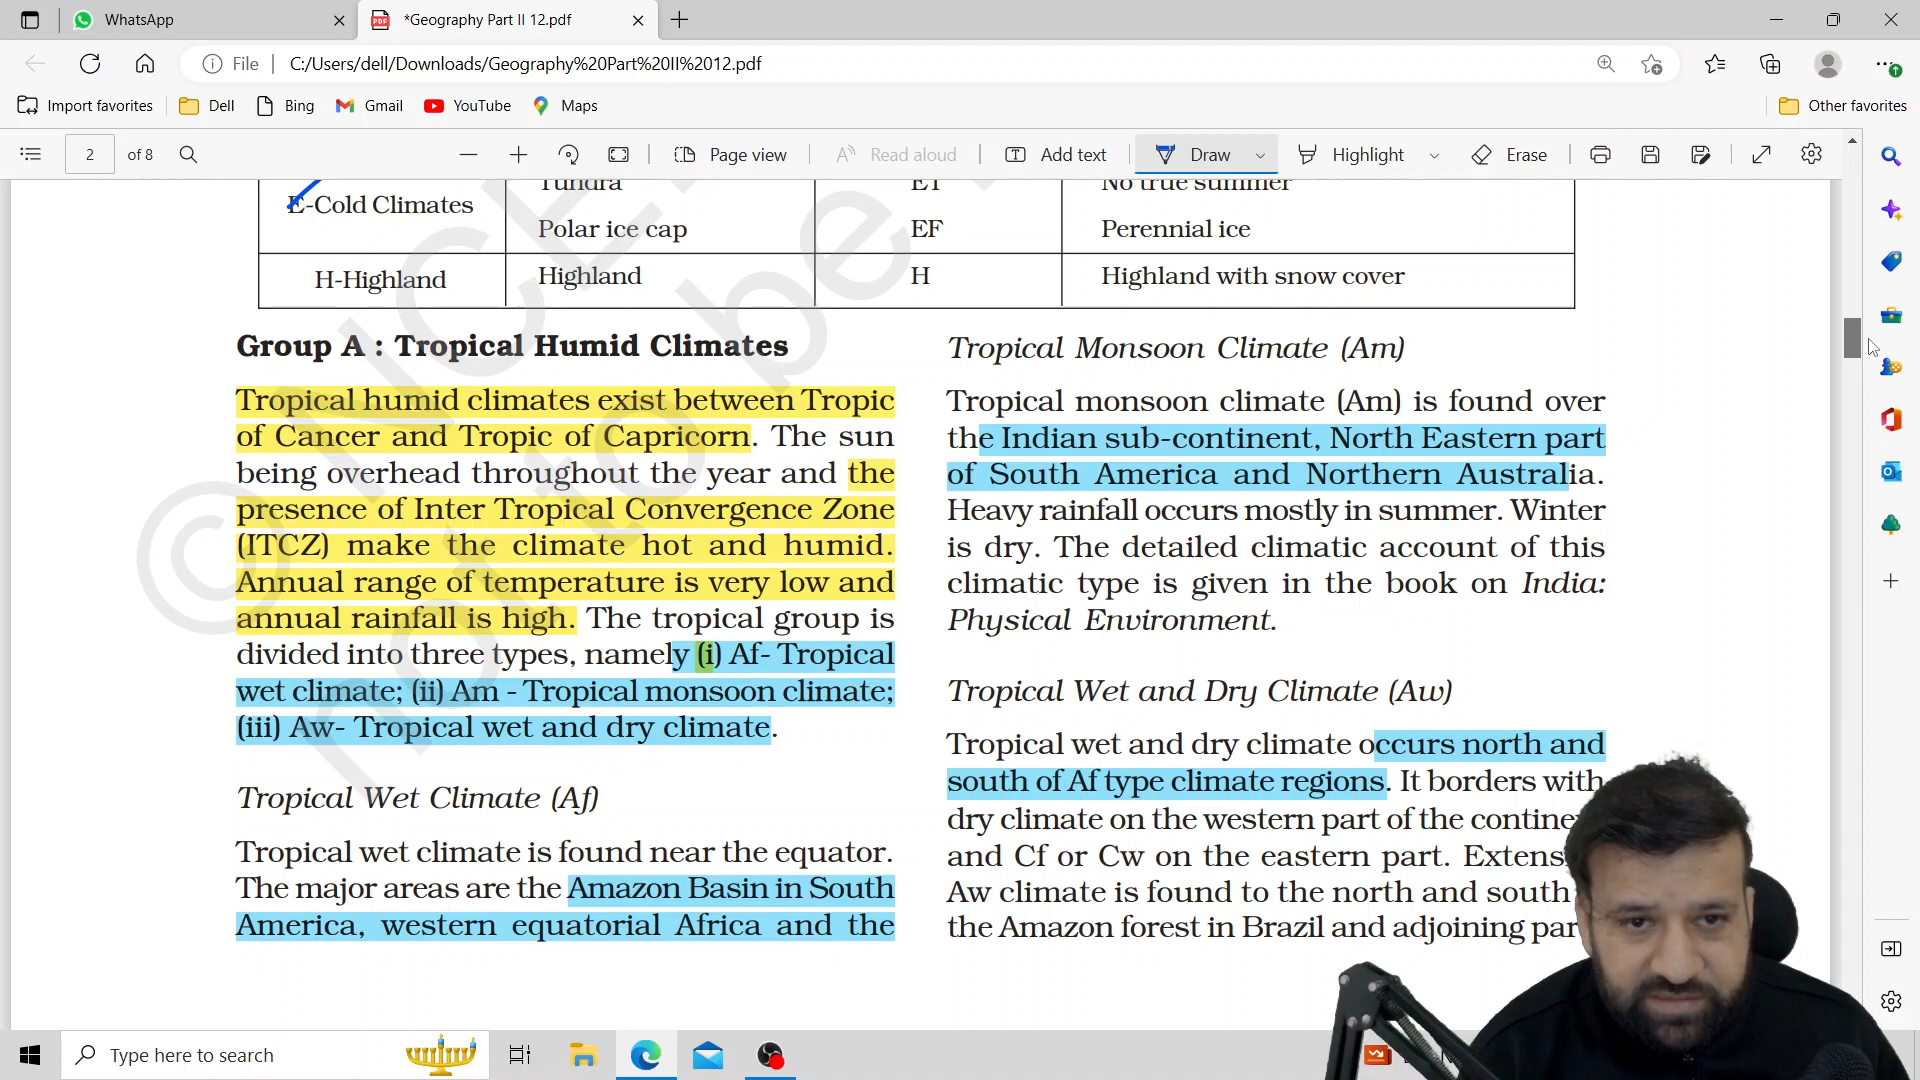 WhatsApp
*Geography Part II 12.pdf
File
C:/Users/dell/Downloads/Geography%20Part%20II%2012.pdf
Import favorites
Dell
Bing
Gmail
YouTube
Maps
Other favorites
2 of 8
Page view
Read aloud
Add text
Draw
Highlight
Erase
Tundra ET No true summer
E-Cold Climates
Polar ice cap EF Perennial ice
H-Highland Highland H Highland with snow cover
Group A : Tropical Humid Climates
Tropical humid climates exist between Tropic
of Cancer and Tropic of Capricorn. The sun
being overhead throughout the year and the
presence of Inter Tropical Convergence Zone
(ITCZ) make the climate hot and humid.
Annual range of temperature is very low and
annual rainfall is high. The tropical group is
divided into three types, namely (i) Af- Tropical
wet climate; (ii) Am - Tropical monsoon climate;
(iii) Aw- Tropical wet and dry climate.
Tropical Wet Climate (Af)
Tropical wet climate is found near the equator.
The major areas are the Amazon Basin in South
America, western equatorial Africa and the
Tropical Monsoon Climate (Am)
Tropical monsoon climate (Am) is found over
the Indian sub-continent, North Eastern part
of South America and Northern Australia.
Heavy rainfall occurs mostly in summer. Winter
is dry. The detailed climatic account of this
climatic type is given in the book on India:
Physical Environment.
Tropical Wet and Dry Climate (Aw)
Tropical wet and dry climate occurs north and
south of Af type climate regions. It borders with
dry climate on the western part of the
and Cf or Cw on the eastern part.
Aw climate is found to the north and south
the Amazon forest in Brazil and adjoining
not to be
Type here to search